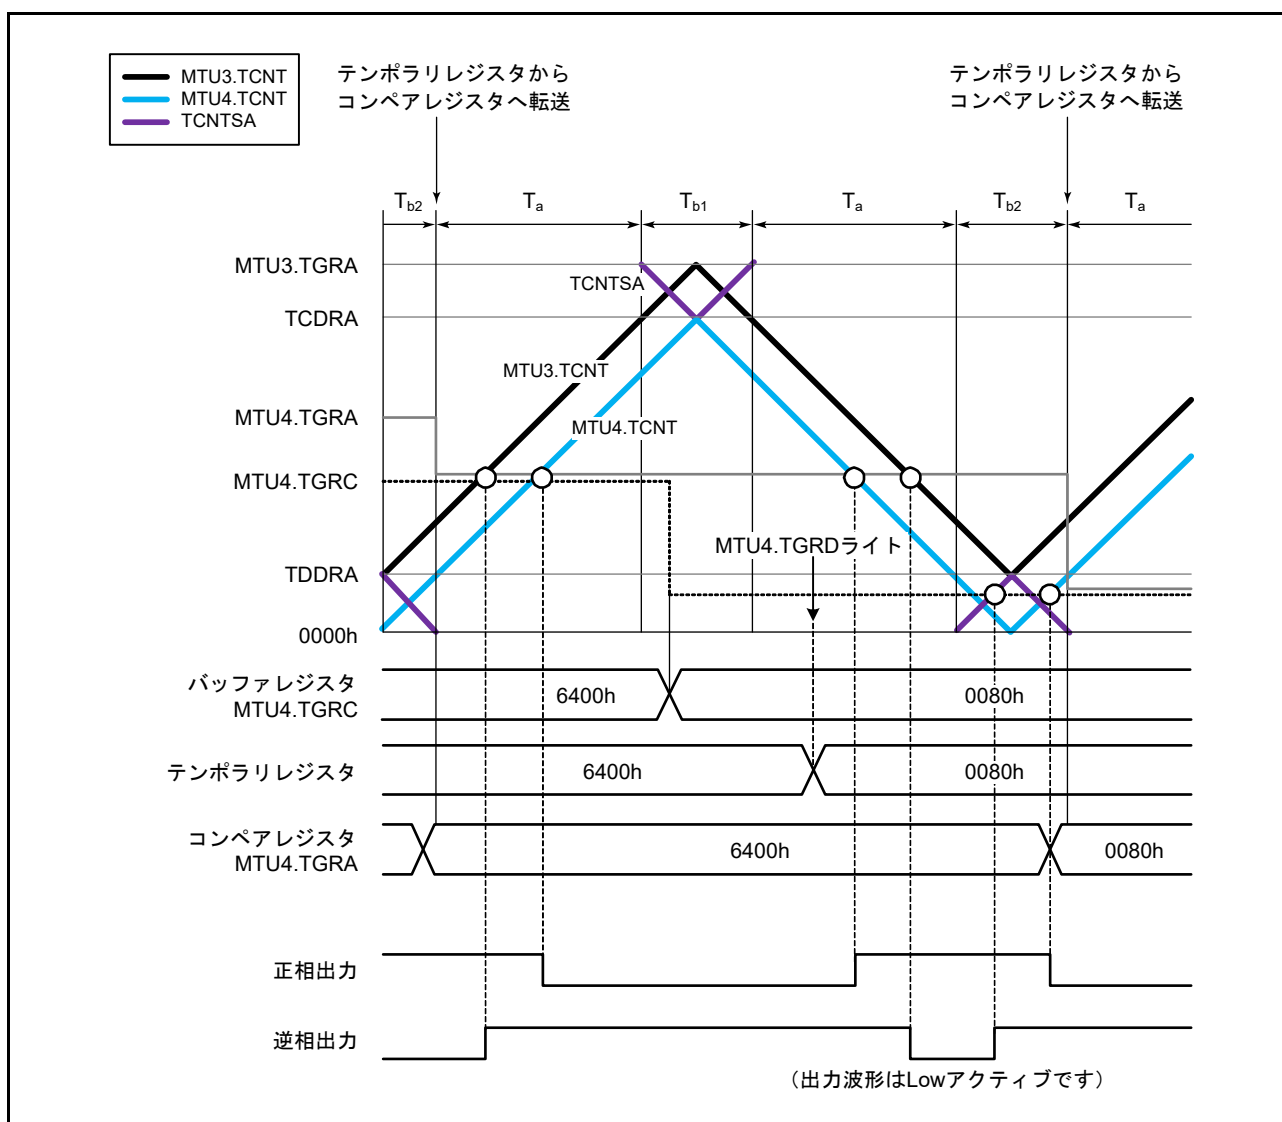 MTU3.TCNT
MTU4.TCNT
TCNTSA
テンポラリレジスタから
コンペアレジスタへ転送
テンポラリレジスタから
コンペアレジスタへ転送
Tb2
Ta
Tb1
Ta
Tb2
Ta
MTU3.TGRA
TCNTSA
TCDRA
MTU3.TCNT
MTU4.TGRA
MTU4.TCNT
MTU4.TGRC
MTU4.TGRDライト
TDDRA
0000h
バッファレジスタ
MTU4.TGRC
6400h
0080h
テンポラリレジスタ
6400h
0080h
コンペアレジスタ
MTU4.TGRA
6400h
0080h
正相出力
逆相出力
（出力波形はLowアクティブです）